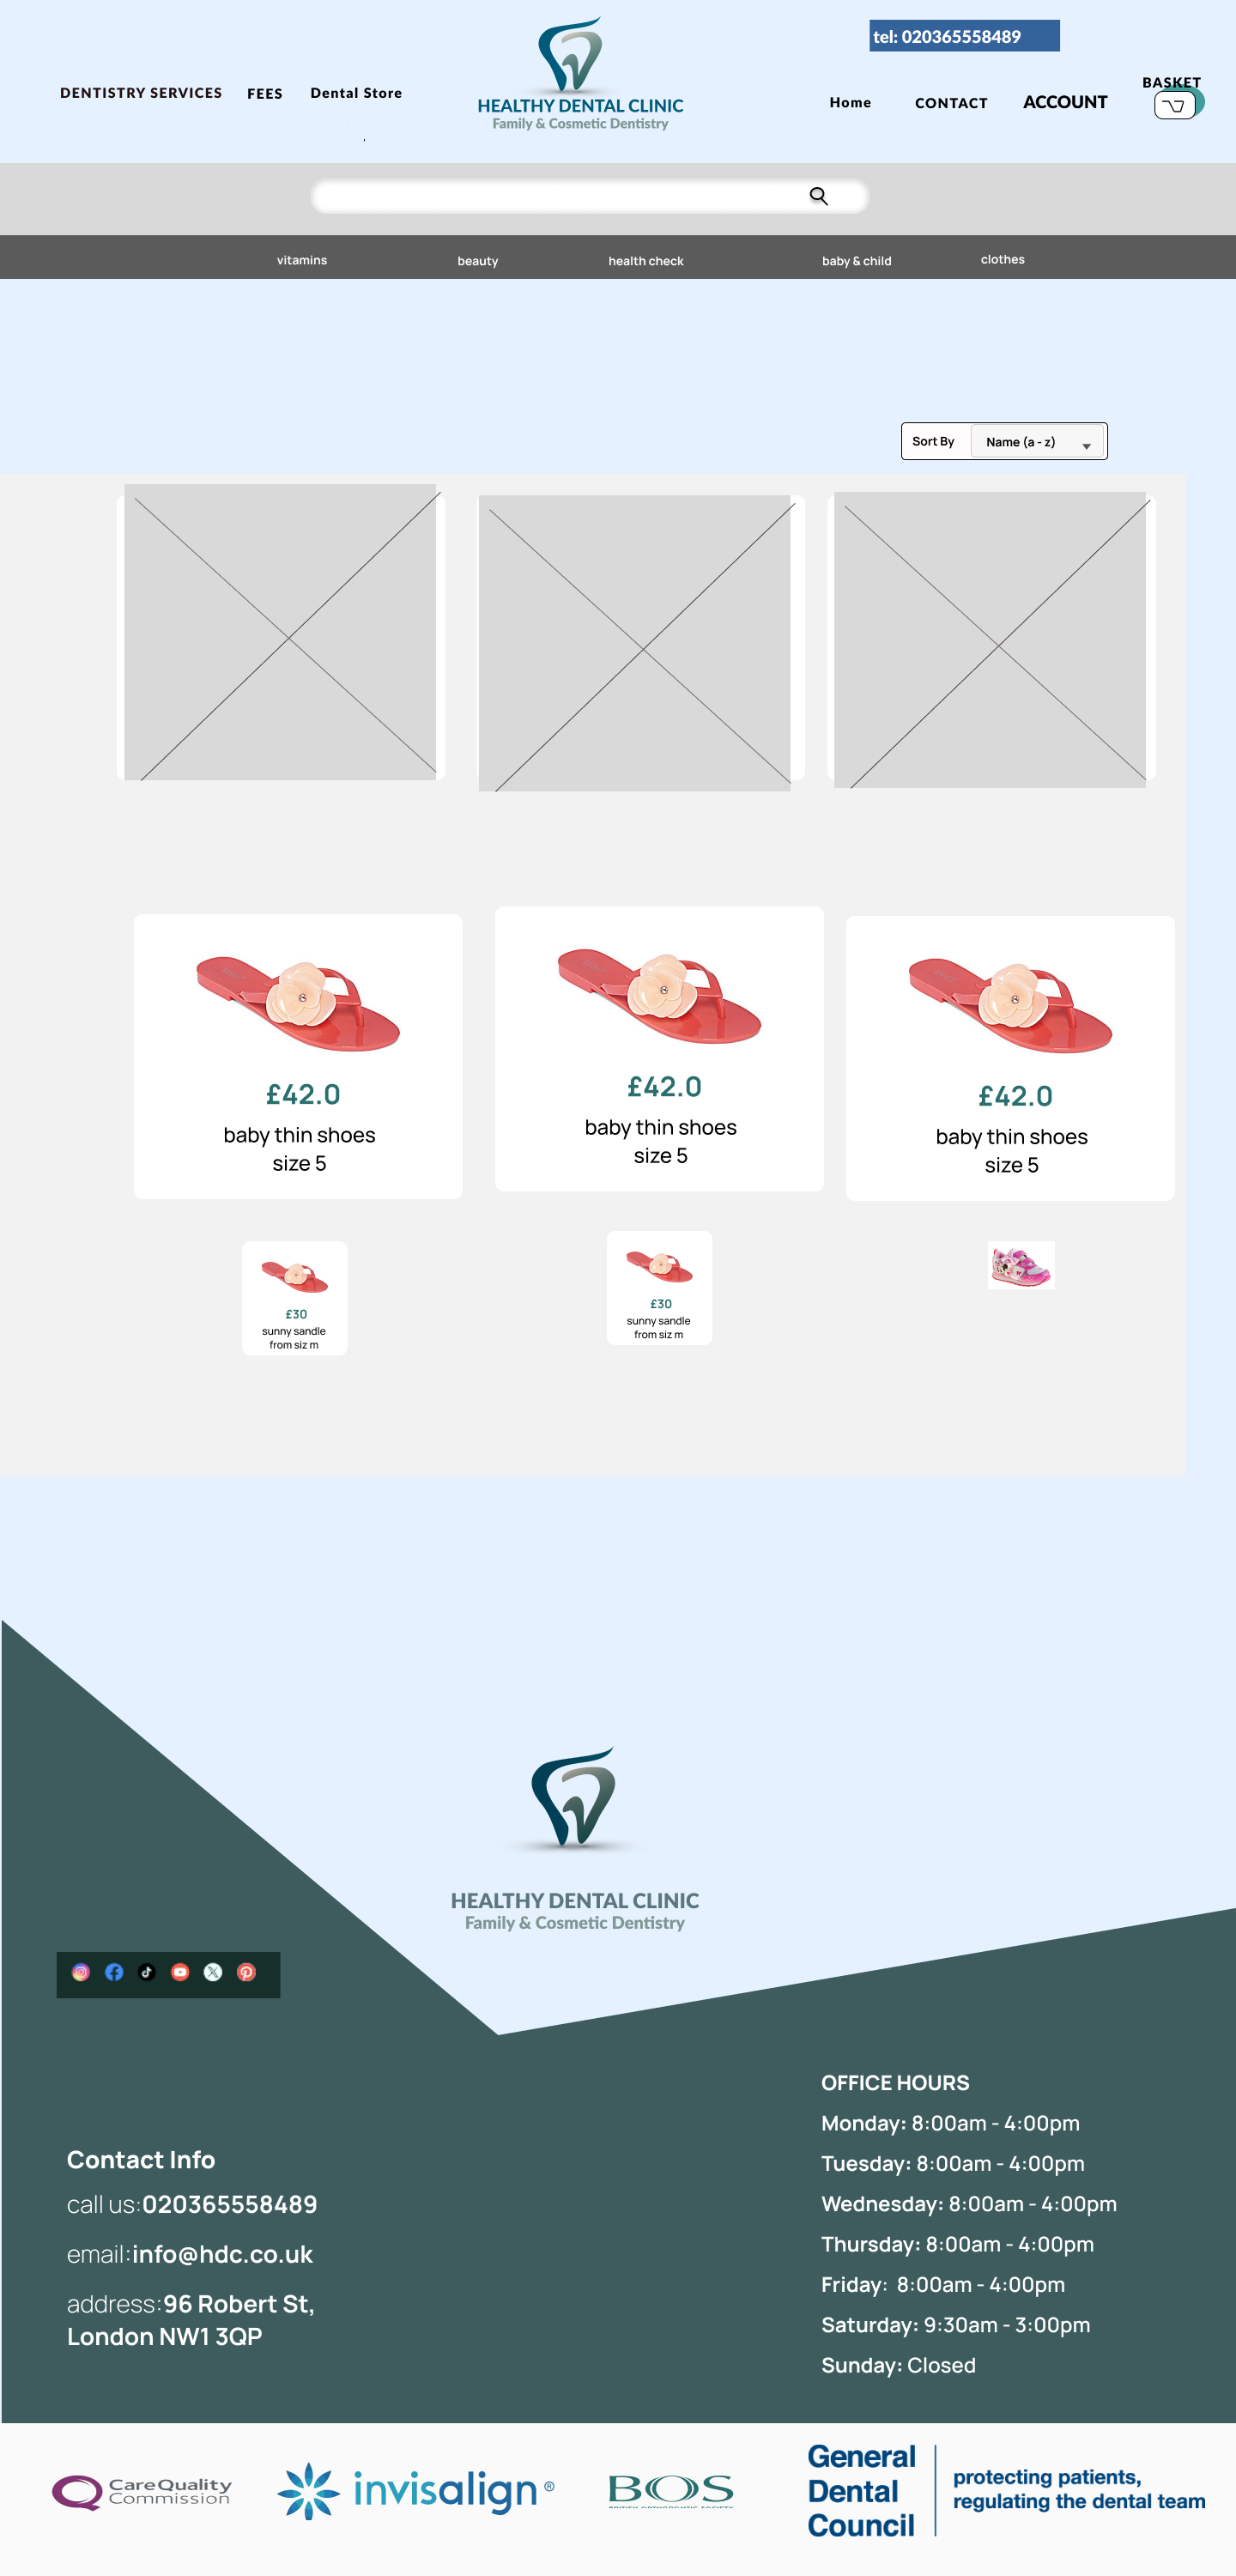 tel: 020365558489
DENTISTRY SERVICES
FEES
Dental Store
HEALTHY DENTAL CLINIC
Family & Cosmetic Dentistry
Home
CONTACT
ACCOUNT
BASKET
vitamins
beauty
health check
baby & child
clothes
Sort By
Name (a - z)
£42.0
baby thin shoes
size 5
£42.0
baby thin shoes
size 5
£42.0
baby thin shoes
size 5
£30
sunny sandle
from siz m
£30
sunny sandle
from siz m
HEALTHY DENTAL CLINIC
Family & Cosmetic Dentistry
Contact Info
call us:020365558489
email:info@hdc.co.uk
address:96 Robert St,
London NW1 3QP
OFFICE HOURS
Monday: 8:00am - 4:00pm
Tuesday: 8:00am - 4:00pm
Wednesday: 8:00am - 4:00pm
Thursday: 8:00am - 4:00pm
Friday: 8:00am - 4:00pm
Saturday: 9:30am - 3:00pm
Sunday: Closed
CareQuality
Commission
invisalign®
BOS
General
Dental
Council
protecting patients,
regulating the dental team